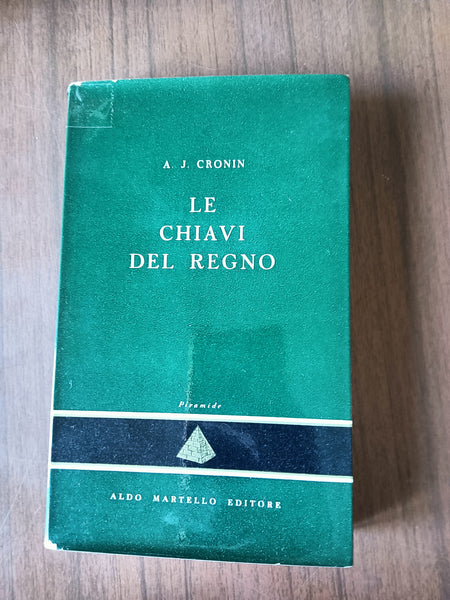 A. J. CRONIN
LE
CHIAVI
DEL REGNO
Piramide
ALDO MARTELLO EDITORE